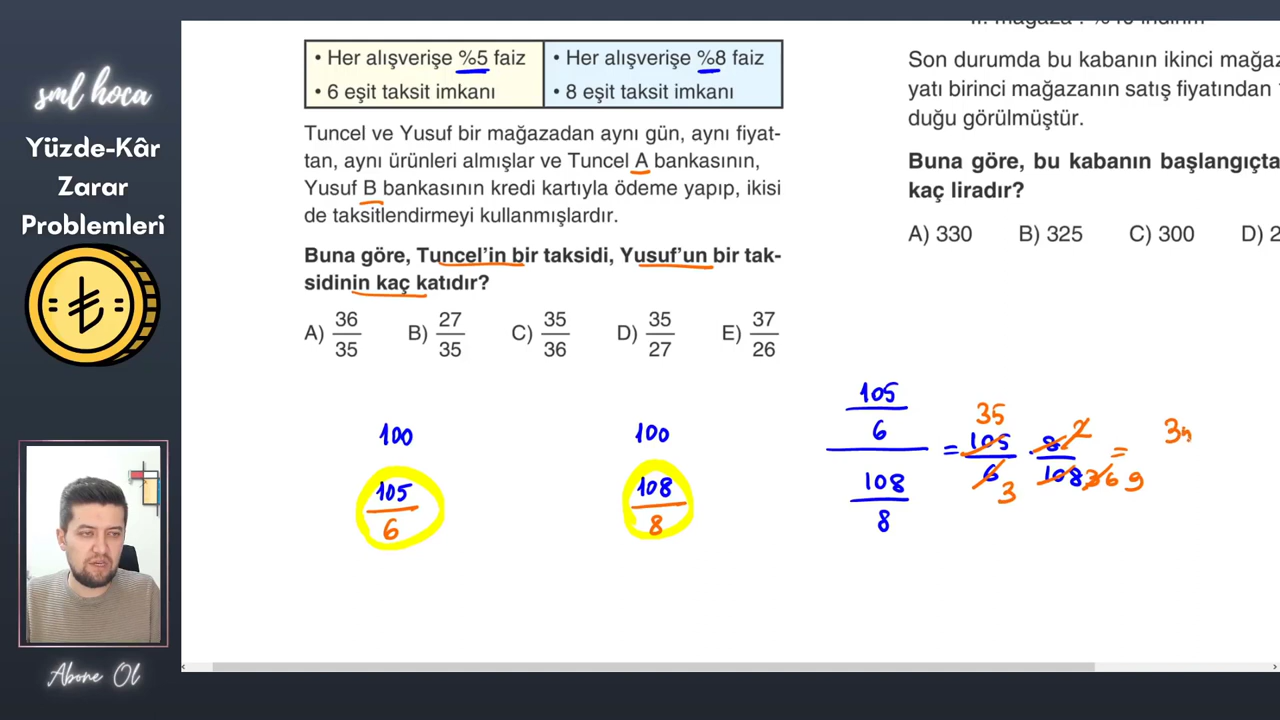 sml hoca
Yüzde-Kâr
Zarar
Problemleri
Abone Ol
• Her alışverişe %5 faiz
• 6 eşit taksit imkanı
• Her alışverişe %8 faiz
• 8 eşit taksit imkanı
Tuncel ve Yusuf bir mağazadan aynı gün, aynı fiyat-
tan, aynı ürünleri almışlar ve Tuncel A bankasının,
Yusuf B bankasının kredi kartıyla ödeme yapıp, ikisi
de taksitlendirmeyi kullanmışlardır.
Buna göre, Tuncel'in bir taksidi, Yusuf'un bir tak-
sidinin kaç katıdır?
A) 36/35 B) 27/35 C) 35/36 D) 35/27 E) 37/26
100 100
105/6 108/8
105/6 / 108/8 = 105/6 · 8/108 =
35 2
3 36 9
Son durumda bu kabanın ikinci mağaz
yatı birinci mağazanın satış fiyatından
duğu görülmüştür.
Buna göre, bu kabanın başlangıçta
kaç liradır?
A) 330 B) 325 C) 300 D) 2